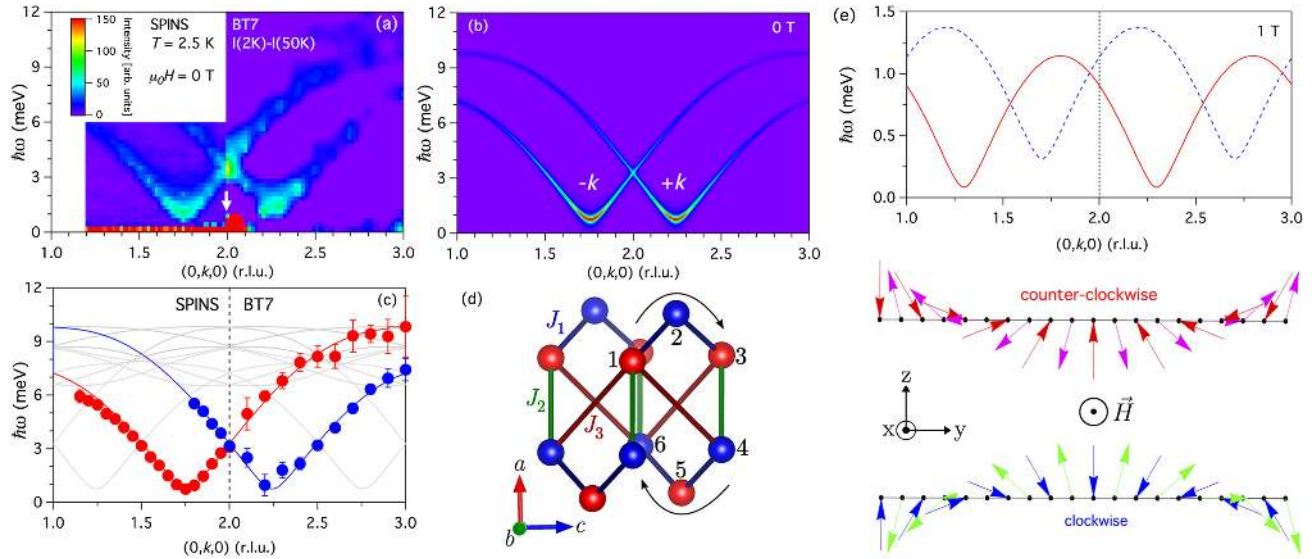 150
100
50
0
Intensity [arb. units]
SPINS
T = 2.5 K
μ₀H = 0 T
BT7
I(2K)-I(50K)
(a)
12
9
6
3
0
ħω (meV)
1.0 1.5 2.0 2.5 3.0
(0,k,0) (r.l.u.)
(b)
0 T
-k
+k
12
9
6
3
0
ħω (meV)
1.0 1.5 2.0 2.5 3.0
(0,k,0) (r.l.u.)
(e)
1 T
1.5
1.0
0.5
0.0
ħω (meV)
1.0 1.5 2.0 2.5 3.0
(0,k,0) (r.l.u.)
SPINS
BT7
(c)
12
9
6
3
0
ħω (meV)
1.0 1.5 2.0 2.5 3.0
(0,k,0) (r.l.u.)
(d)
J₁
J₂
J₃
1
2
3
4
5
6
a
b
c
counter-clockwise
z
x
y
H⃗
clockwise